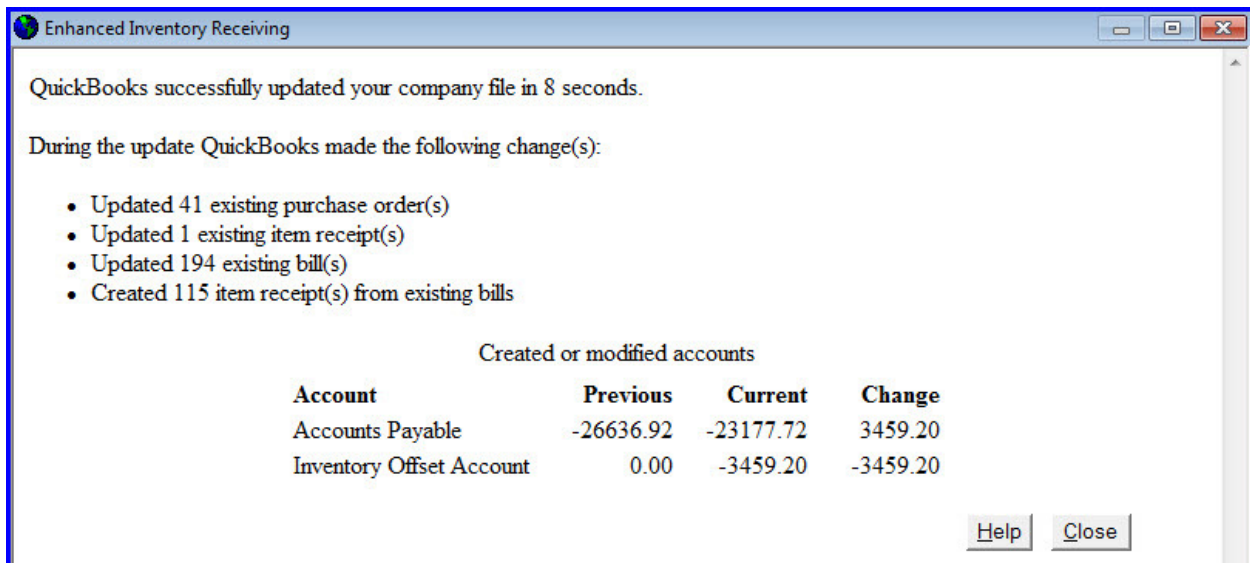 Enhanced Inventory Receiving
QuickBooks successfully updated your company file in 8 seconds.
During the update QuickBooks made the following change(s):
• Updated 41 existing purchase order(s)
• Updated 1 existing item receipt(s)
• Updated 194 existing bill(s)
• Created 115 item receipt(s) from existing bills
Created or modified accounts
Account Previous Current Change
Accounts Payable -26636.92 -23177.72 3459.20
Inventory Offset Account 0.00 -3459.20 -3459.20
Help Close